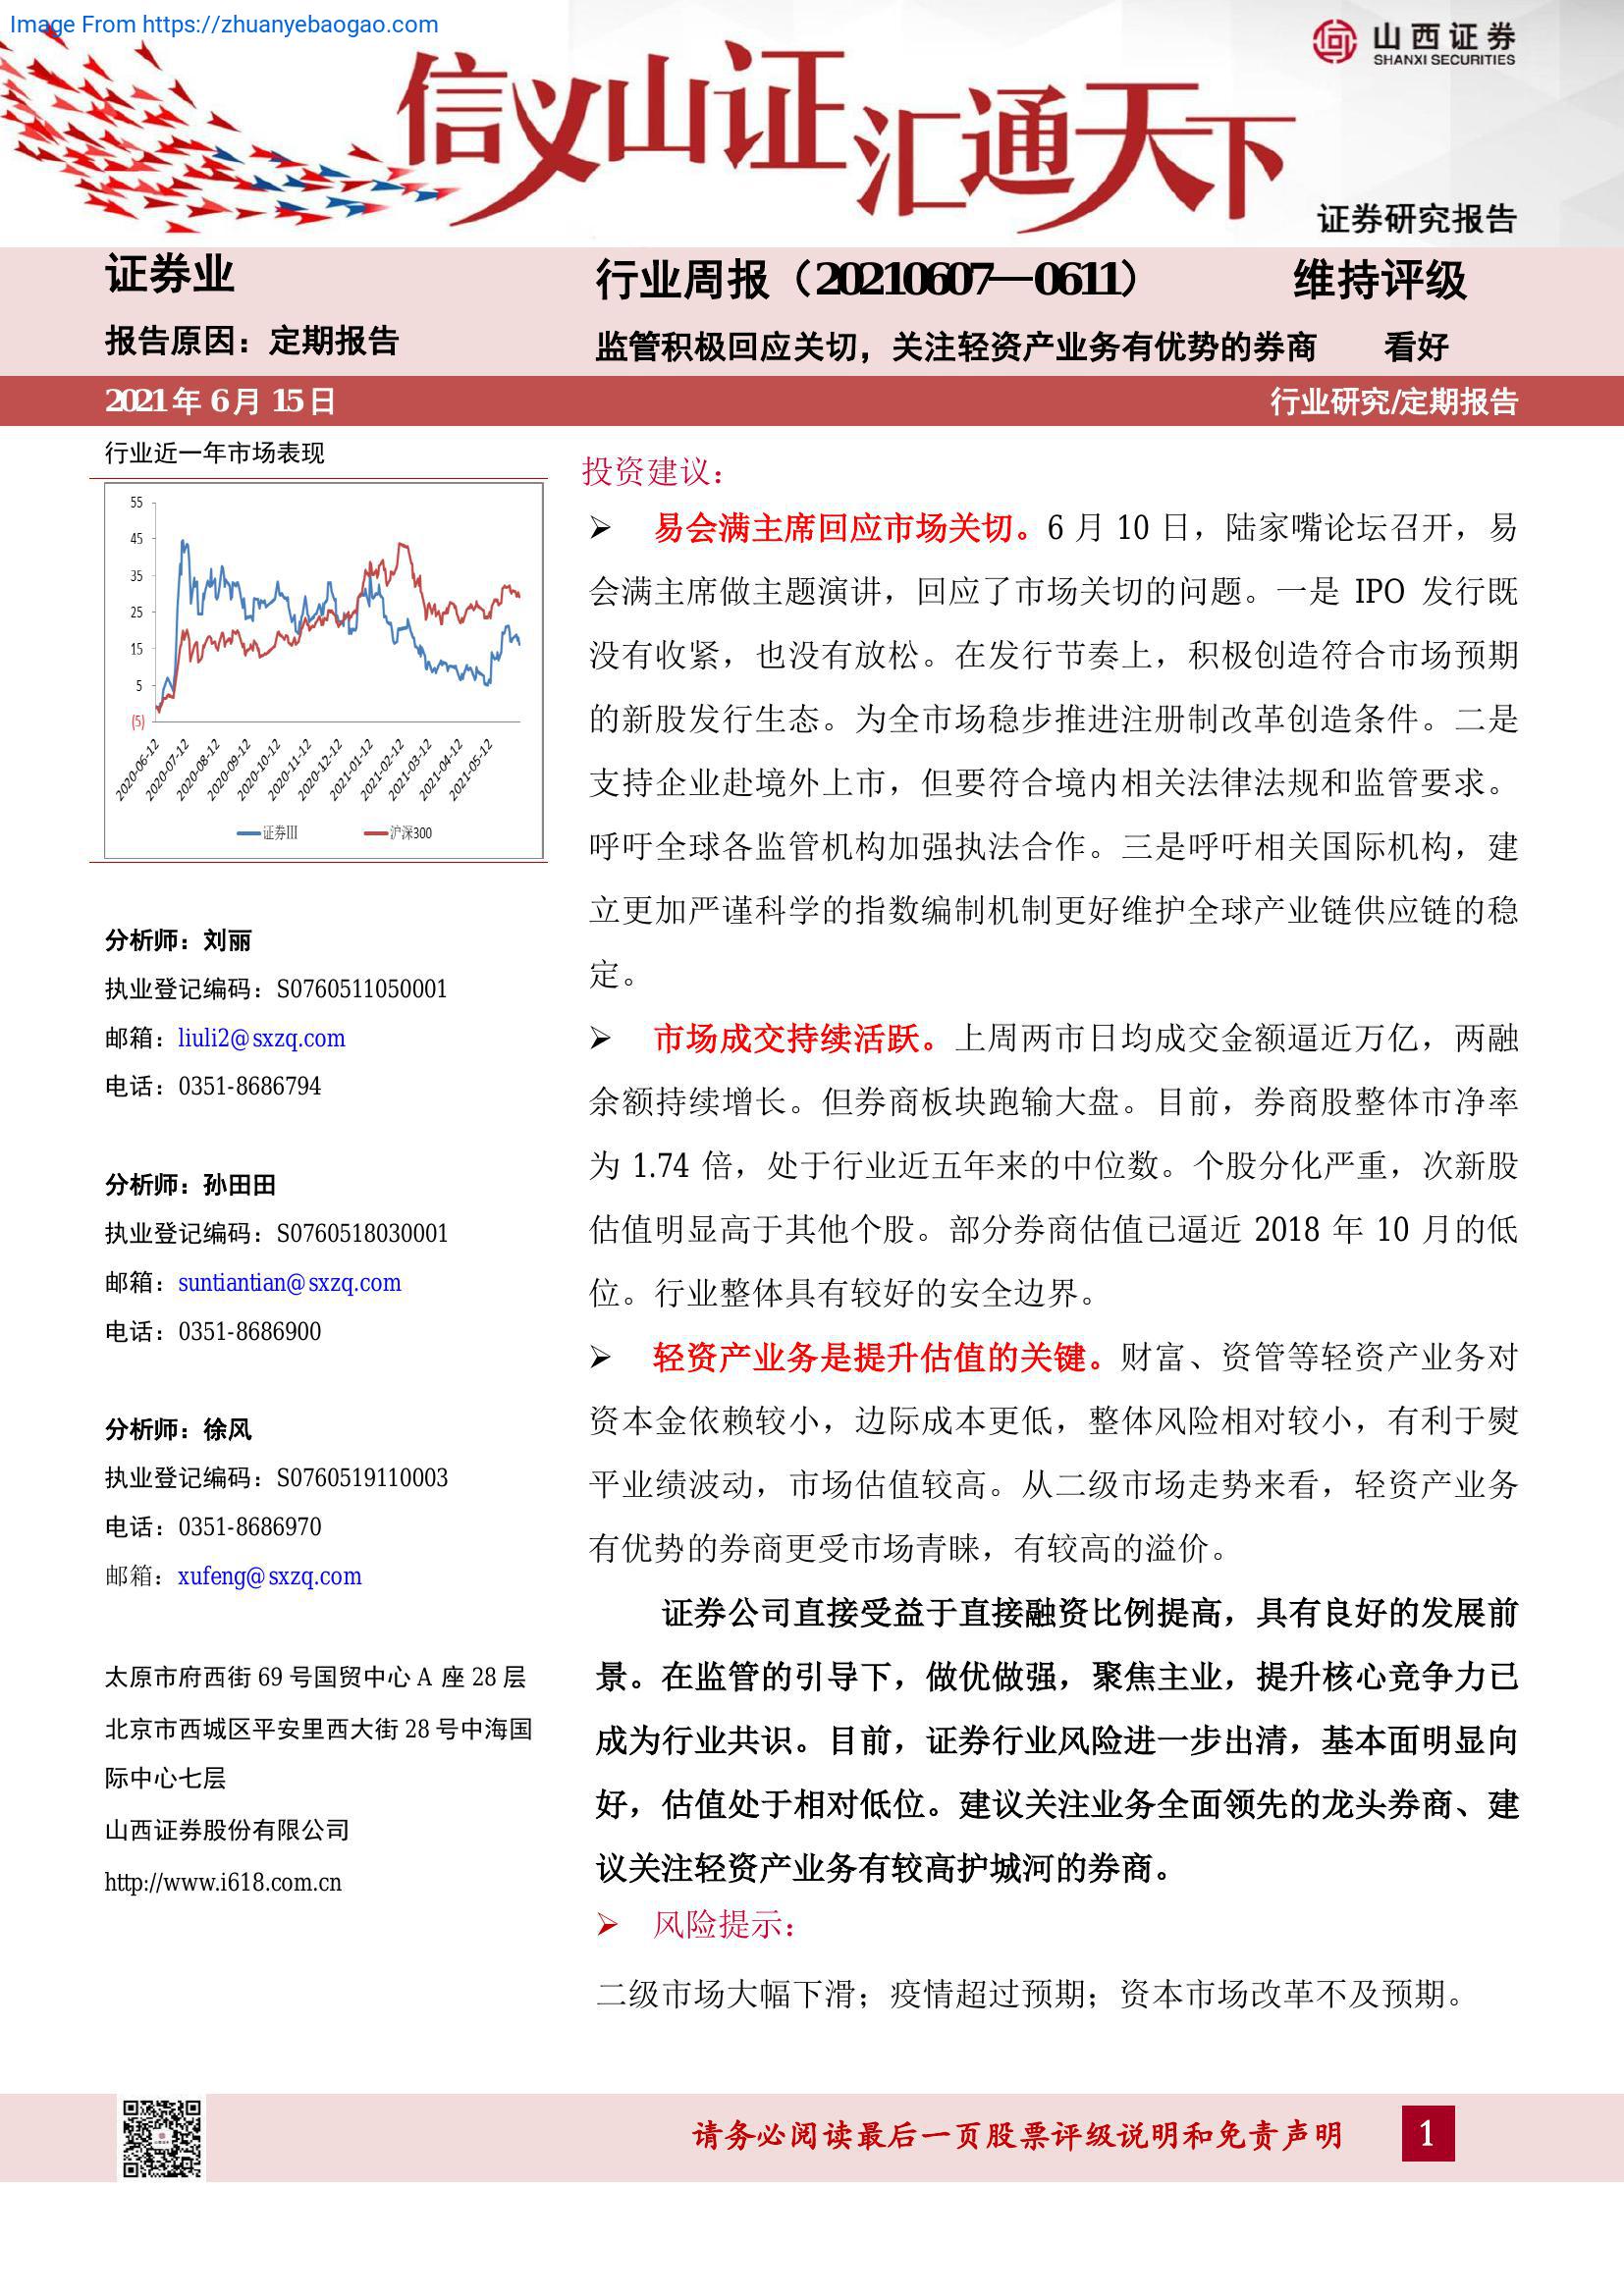 Image From https://zhuanyebaogao.com
山西证券
SHANXI SECURITIES
信义山证汇通天下
证券研究报告
证券业
行业周报（20210607—0611）
维持评级
报告原因：定期报告
监管积极回应关切，关注轻资产业务有优势的券商
看好
2021年6月15日
行业研究/定期报告
行业近一年市场表现
55
45
35
25
15
5
(5)
2020-06-12
2020-07-12
2020-08-12
2020-09-12
2020-10-12
2020-11-12
2020-12-12
2021-01-12
2021-02-12
2021-03-12
2021-04-12
2021-05-12
证券III
沪深300
分析师：刘丽
执业登记编码：S0760511050001
邮箱：liuli2@sxzq.com
电话：0351-8686794
分析师：孙田田
执业登记编码：S0760518030001
邮箱：suntiantian@sxzq.com
电话：0351-8686900
分析师：徐风
执业登记编码：S0760519110003
电话：0351-8686970
邮箱：xufeng@sxzq.com
太原市府西街 69 号国贸中心 A 座 28 层
北京市西城区平安里西大街 28 号中海国
际中心七层
山西证券股份有限公司
http://www.i618.com.cn
投资建议：
➢ 易会满主席回应市场关切。6 月 10 日，陆家嘴论坛召开，易
会满主席做主题演讲，回应了市场关切的问题。一是 IPO 发行既
没有收紧，也没有放松。在发行节奏上，积极创造符合市场预期
的新股发行生态。为全市场稳步推进注册制改革创造条件。二是
支持企业赴境外上市，但要符合境内相关法律法规和监管要求。
呼吁全球各监管机构加强执法合作。三是呼吁相关国际机构，建
立更加严谨科学的指数编制机制更好维护全球产业链供应链的稳
定。
➢ 市场成交持续活跃。上周两市日均成交金额逼近万亿，两融
余额持续增长。但券商板块跑输大盘。目前，券商股整体市净率
为 1.74 倍，处于行业近五年来的中位数。个股分化严重，次新股
估值明显高于其他个股。部分券商估值已逼近 2018 年 10 月的低
位。行业整体具有较好的安全边界。
➢ 轻资产业务是提升估值的关键。财富、资管等轻资产业务对
资本金依赖较小，边际成本更低，整体风险相对较小，有利于熨
平业绩波动，市场估值较高。从二级市场走势来看，轻资产业务
有优势的券商更受市场青睐，有较高的溢价。
证券公司直接受益于直接融资比例提高，具有良好的发展前
景。在监管的引导下，做优做强，聚焦主业，提升核心竞争力已
成为行业共识。目前，证券行业风险进一步出清，基本面明显向
好，估值处于相对低位。建议关注业务全面领先的龙头券商、建
议关注轻资产业务有较高护城河的券商。
➢ 风险提示：
二级市场大幅下滑；疫情超过预期；资本市场改革不及预期。
请务必阅读最后一页股票评级说明和免责声明
1